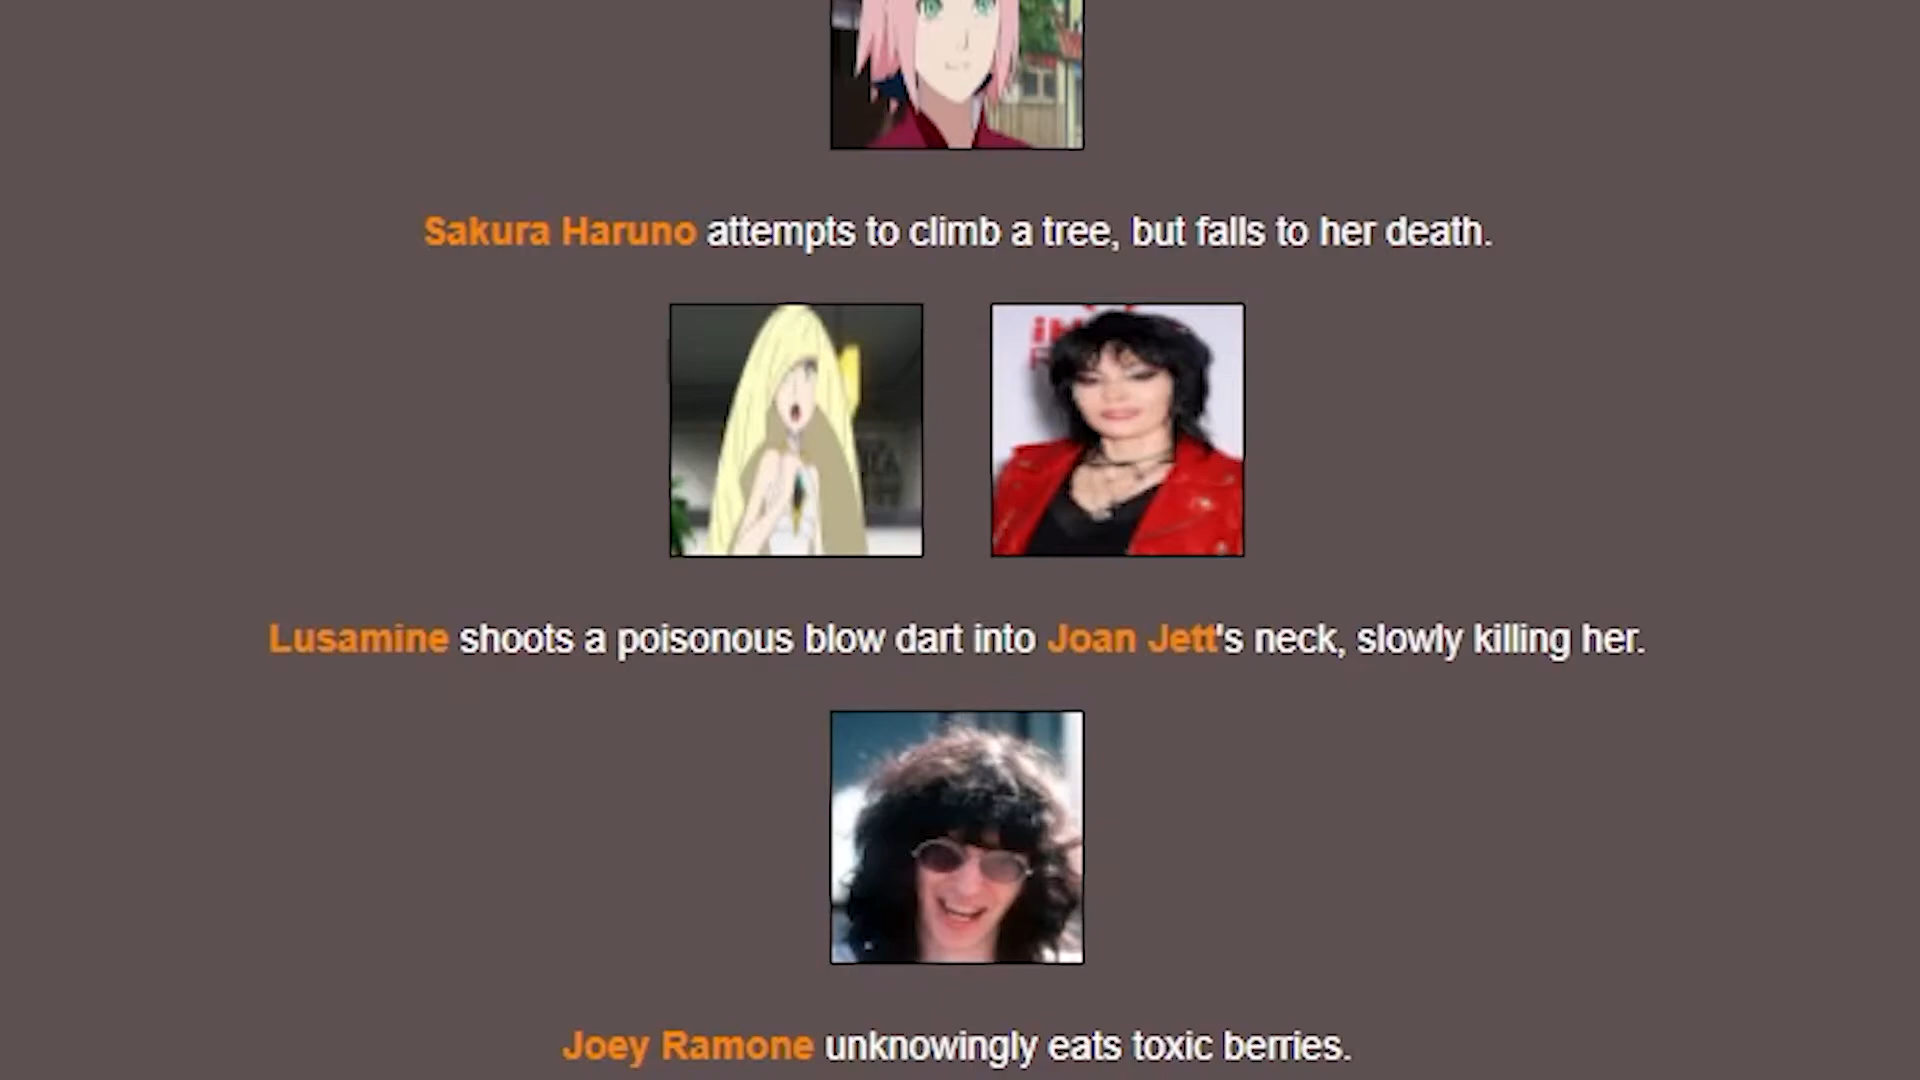 Sakura Haruno attempts to climb a tree, but falls to her death.
Lusamine shoots a poisonous blow dart into Joan Jett's neck, slowly killing her.
Joey Ramone unknowingly eats toxic berries.